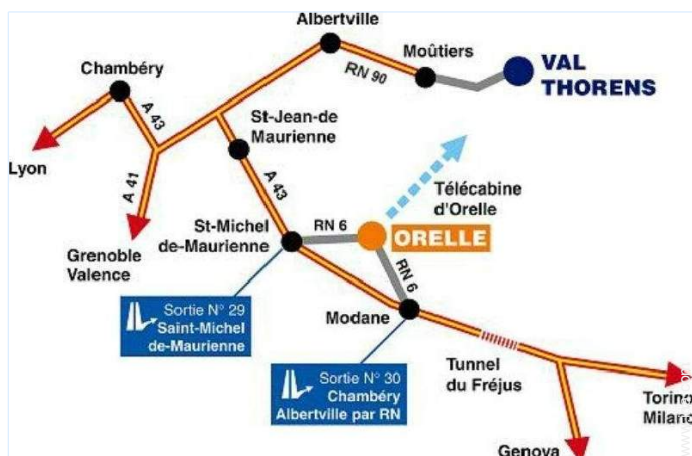 Albertville
Moûtiers
VAL
THORENS
RN 90
Chambéry
A 43
Lyon
A 41
Grenoble
Valence
St-Jean-de
Maurienne
A 43
Télécabine
d'Orelle
St-Michel
de-Maurienne
RN 6
ORELLE
RN 6
Sortie N° 29
Saint-Michel
de-Maurienne
Modane
Sortie N° 30
Chambéry
Albertville par RN
Tunnel
du Fréjus
Torino
Milano
Genova